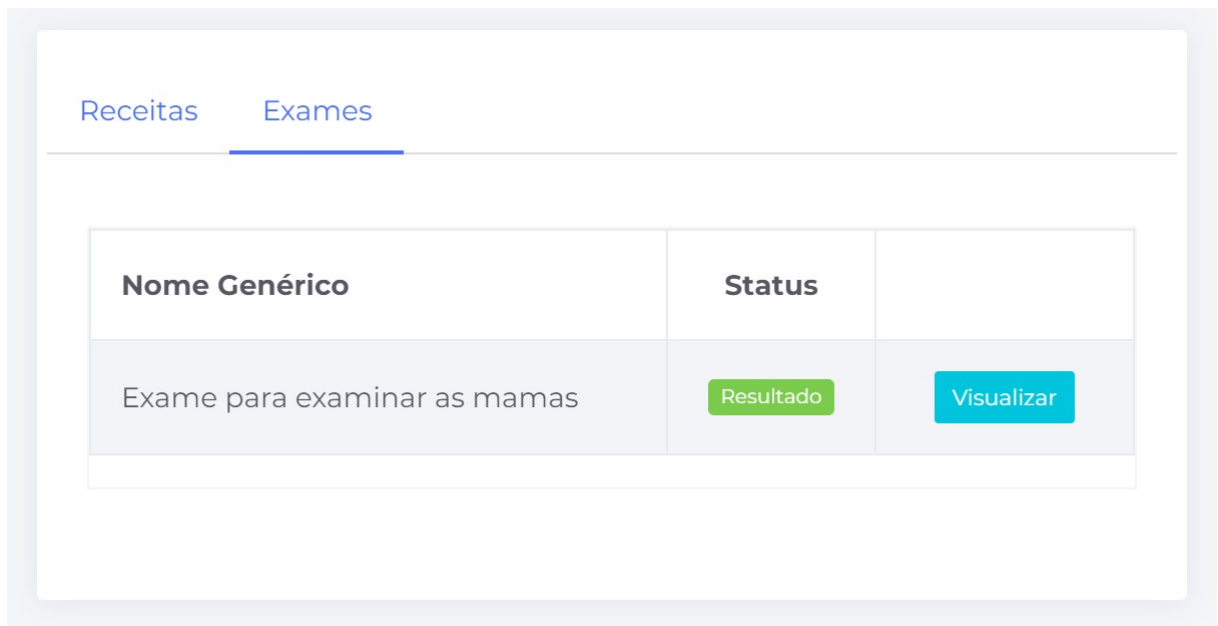 Receitas Exames
Nome Genérico Status
Exame para examinar as mamas Resultado Visualizar